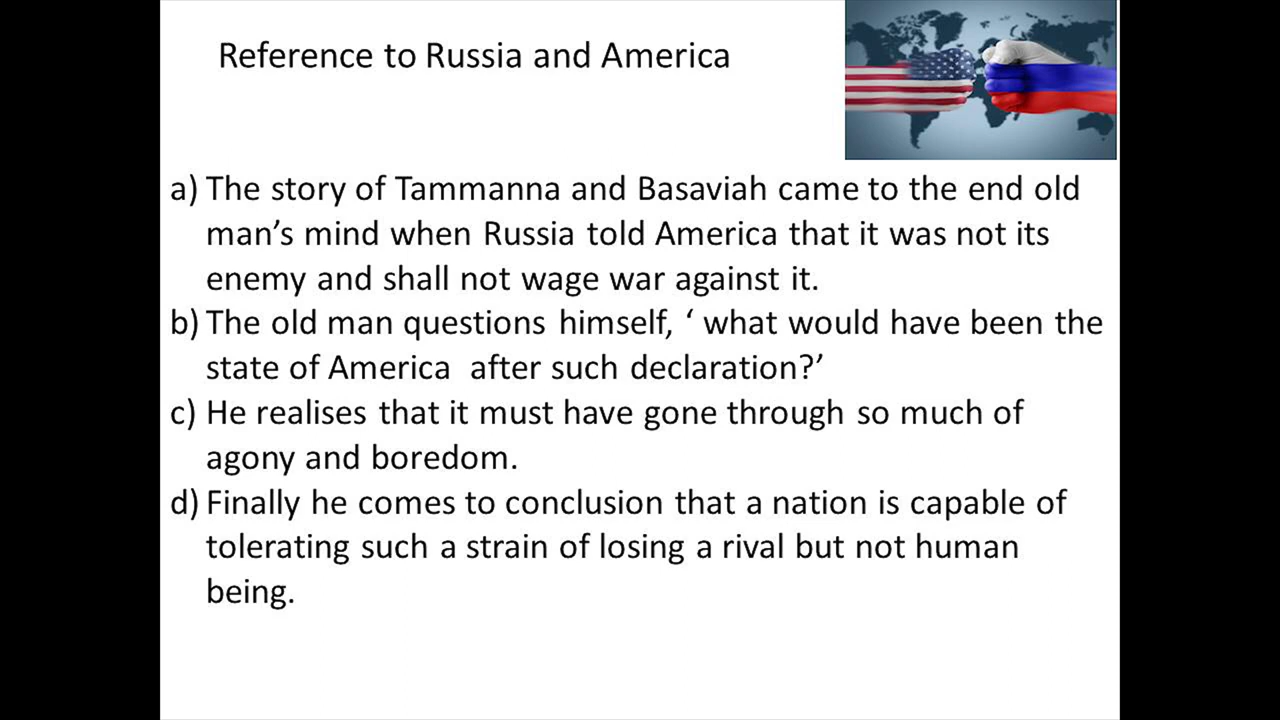 Reference to Russia and America
a) The story of Tammanna and Basaviah came to the end old
man’s mind when Russia told America that it was not its
enemy and shall not wage war against it.
b) The old man questions himself, ‘ what would have been the
state of America  after such declaration?’
c) He realises that it must have gone through so much of
agony and boredom.
d) Finally he comes to conclusion that a nation is capable of
tolerating such a strain of losing a rival but not human
being.